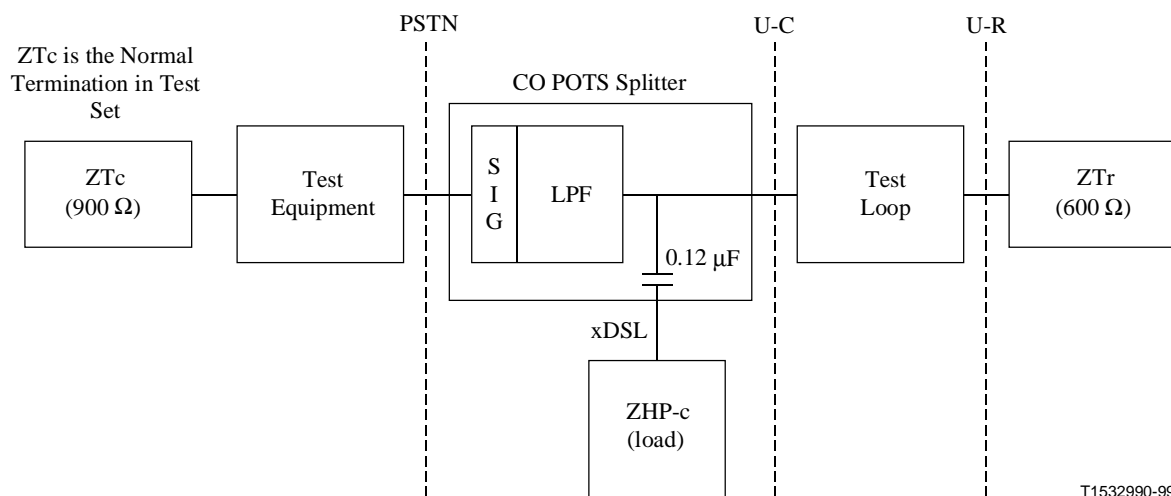 PSTN
U-C
U-R
ZTc is the Normal
Termination in Test
Set
CO POTS Splitter
ZTc
(900 Ω)
Test
Equipment
S
I
G
LPF
Test
Loop
ZTr
(600 Ω)
0.12 μF
xDSL
ZHP-c
(load)
T1532990-99